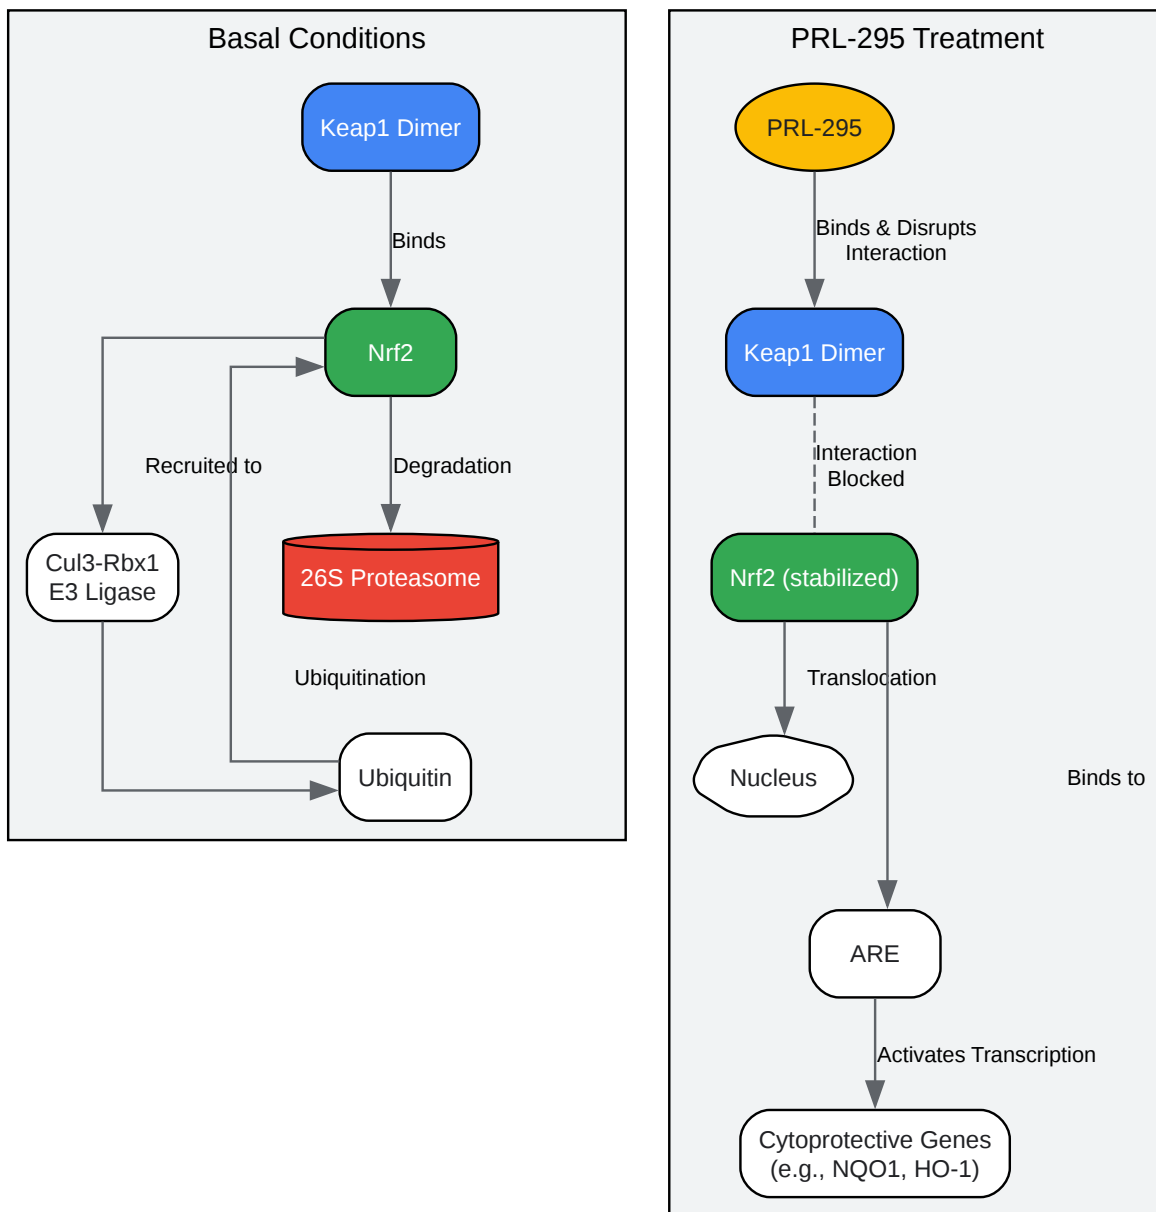 Basal Conditions
Keap1 Dimer
Binds
Nrf2
Recruited to
Degradation
Cul3-Rbx1
E3 Ligase
26S Proteasome
Ubiquitination
Ubiquitin
PRL-295 Treatment
PRL-295
Binds & Disrupts
Interaction
Keap1 Dimer
Interaction
Blocked
Nrf2 (stabilized)
Translocation
Nucleus
Binds to
ARE
Activates Transcription
Cytoprotective Genes
(e.g., NQO1, HO-1)